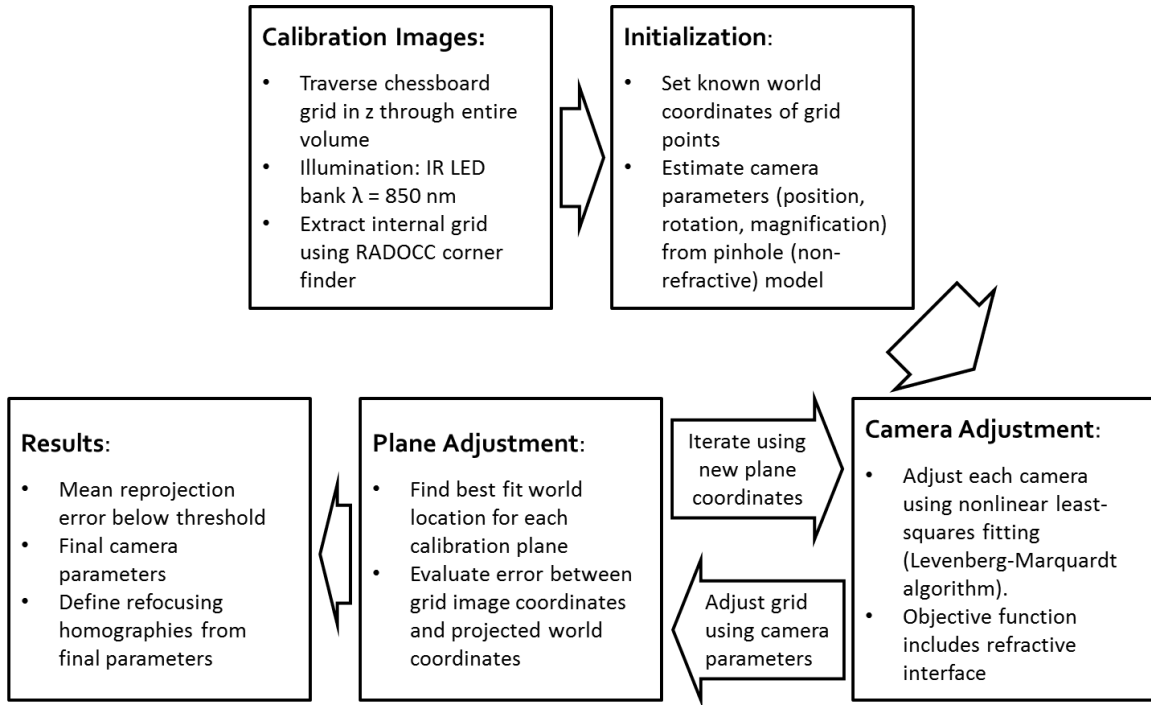 Calibration Images:
• Traverse chessboard
grid in z through entire
volume
• Illumination: IR LED
bank λ = 850 nm
• Extract internal grid
using RADOCC corner
finder
Initialization:
• Set known world
coordinates of grid
points
• Estimate camera
parameters (position,
rotation, magnification)
from pinhole (non-
refractive) model
Camera Adjustment:
• Adjust each camera
using nonlinear least-
squares fitting
(Levenberg-Marquardt
algorithm).
• Objective function
includes refractive
interface
Iterate using
new plane
coordinates
Adjust grid
using camera
parameters
Plane Adjustment:
• Find best fit world
location for each
calibration plane
• Evaluate error between
grid image coordinates
and projected world
coordinates
Results:
• Mean reprojection
error below threshold
• Final camera
parameters
• Define refocusing
homographies from
final parameters